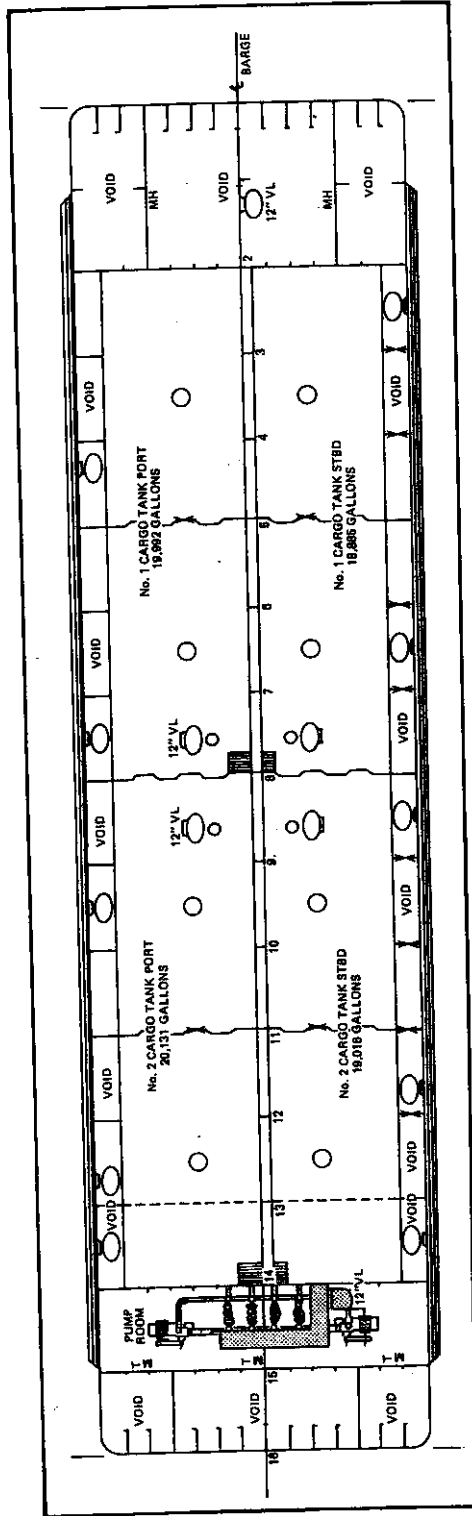 VOID
VOID
VOID
VOID
VOID
VOID
MH
No. 1 CARGO TANK PORT
19,992 GALLONS
No. 2 CARGO TANK PORT
20,131 GALLONS
PUMP
ROOM
T
VOID
12" VL
12" VL
VOID
12" VL
BARGE
16
15
14
13
12
11
10
9
8
7
6
5
4
3
2
1
T
VOID
No. 2 CARGO TANK STBD
19,018 GALLONS
No. 1 CARGO TANK STBD
18,885 GALLONS
12" VL
MH
T
VOID
VOID
VOID
VOID
VOID
VOID
VOID